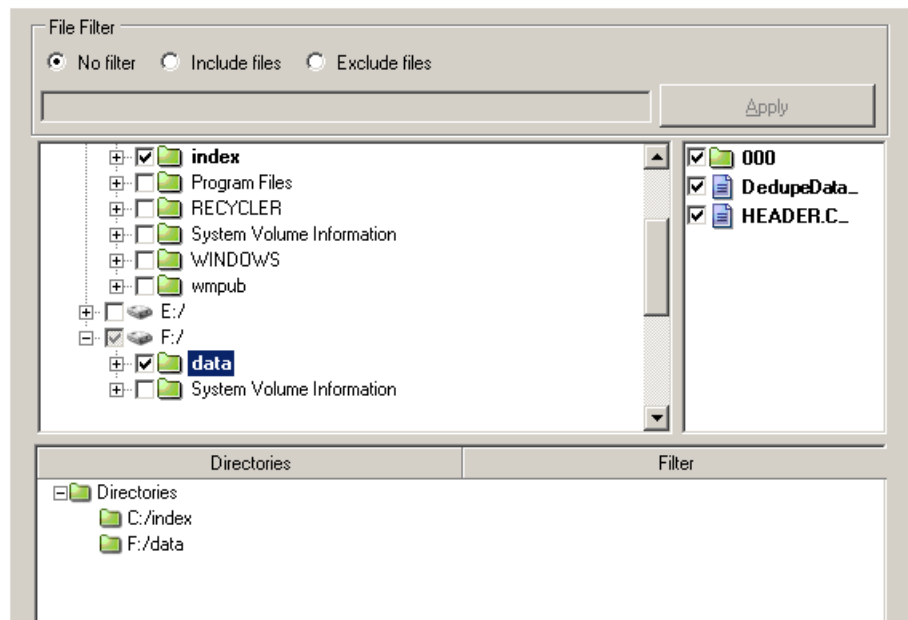 File Filter
No filter Include files Exclude files
Apply
index
Program Files
RECYCLER
System Volume Information
WINDOWS
wmpub
E:/
F:/
data
System Volume Information
000
DedupeData_
HEADER.C_
Directories Filter
Directories
C:/index
F:/data